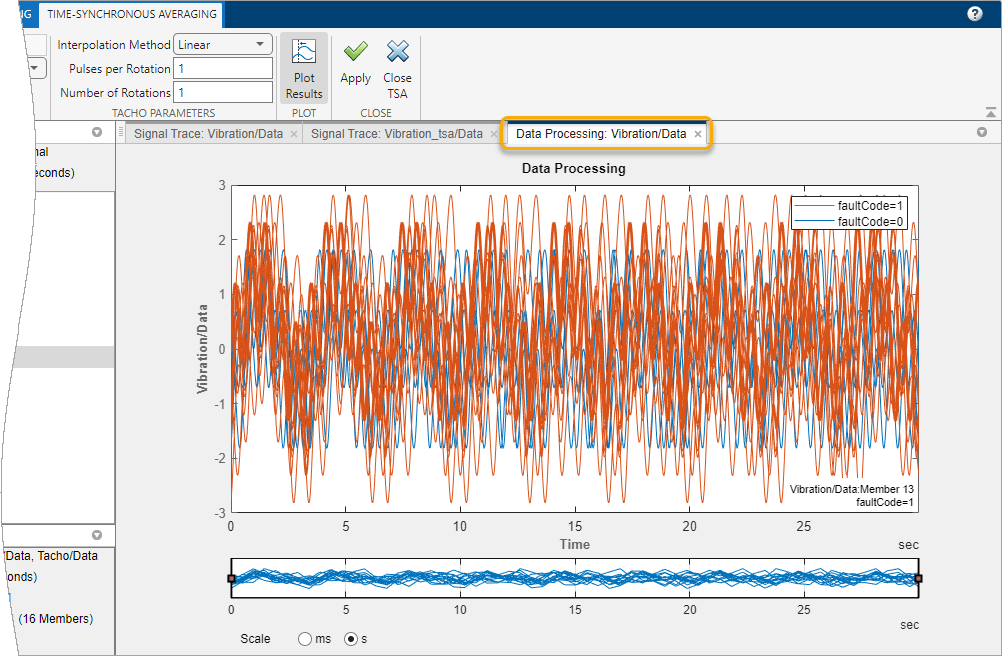 NG TIME-SYNCHRONOUS AVERAGING ?
Interpolation Method Linear
Pulses per Rotation 1
Number of Rotations 1
TACHO PARAMETERS
Plot
Results
PLOT
Apply
Close
TSA
CLOSE
Signal Trace: Vibration/Data × Signal Trace: Vibration_tsa/Data × Data Processing: Vibration/Data ×
nal
econds)
Data Processing
Vibration/Data
3
2
1
0
-1
-2
-3
faultCode=1
faultCode=0
Vibration/Data:Member 13
faultCode=1
0 5 10 15 20 25
Time
sec
0 5 10 15 20 25
sec
Scale ms s
/Data, Tacho/Data
onds)
(16 Members)